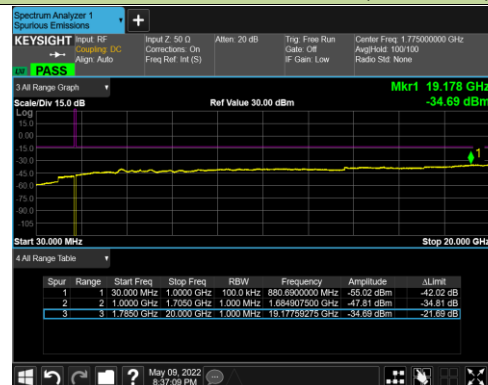 Spectrum Analyzer 1
Spurious Emissions
+
KEYSIGHT Input: RF Input Z: 50 Ω Atten: 20 dB Trig: Free Run Center Freq: 1.775000000 GHz
Coupling: DC Corrections: On Gate: Off Avg|Hold: 100/100
Align: Auto Freq Ref: Int (S) IF Gain: Low Radio Std: None
PASS
3 All Range Graph
Mkr1 19.178 GHz
Scale/Div 15.0 dB Ref Value 30.00 dBm -34.69 dBm
Log
15.0
0.00
-15.0
-30.0
-45.0
-60.0
-75.0
-90.0
-105
1
Start 30.000 MHz Stop 20.000 GHz
4 All Range Table
Spur Range Start Freq Stop Freq RBW Frequency Amplitude ΔLimit
1 1 30.000 MHz 1.0000 GHz 100.0 kHz 880.6900000 MHz -55.02 dBm -42.02 dB
2 2 1.0000 GHz 1.7050 GHz 1.000 MHz 1.684907500 GHz -47.81 dBm -34.81 dB
3 3 1.7850 GHz 20.000 GHz 1.000 MHz 19.17759275 GHz -34.69 dBm -21.69 dB
?
May 09, 2022
8:37:09 PM